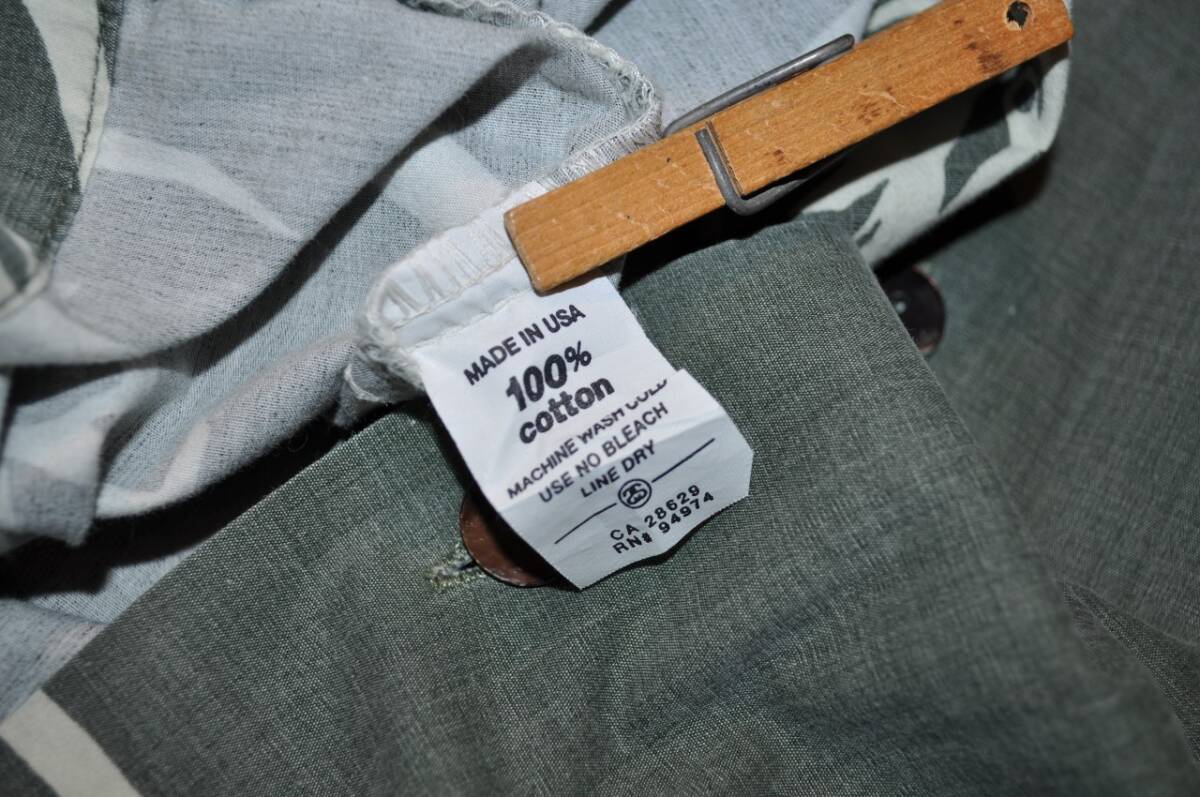 MADE IN USA
100%
cotton
MACHINE WASH COLD
USE NO BLEACH
LINE DRY
CA 28629
RN# 94974